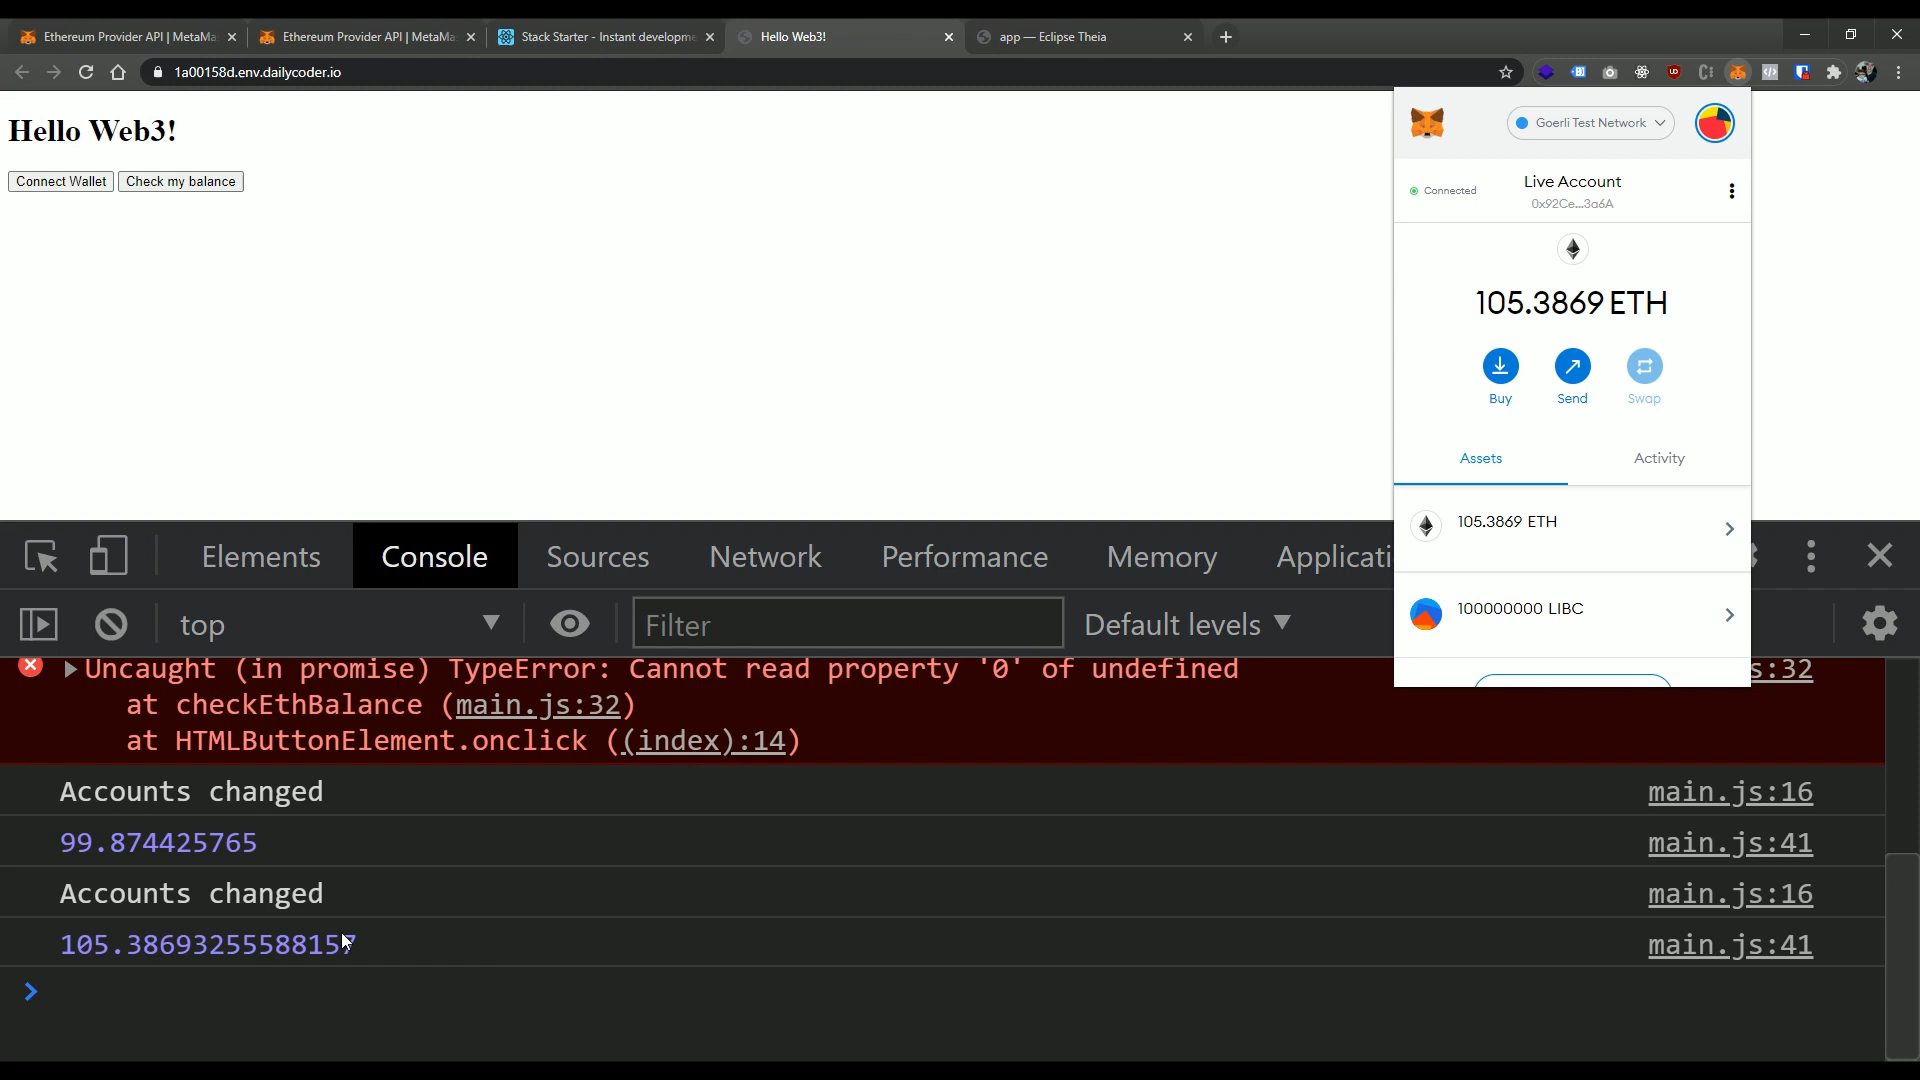 Ethereum Provider API | MetaMa
Ethereum Provider API | MetaMa
Stack Starter - Instant developme
Hello Web3!
app — Eclipse Theia
1a00158d.env.dailycoder.io
Hello Web3!
Connect Wallet
Check my balance
Goerli Test Network
Connected
Live Account
0x92Ce...3a6A
105.3869 ETH
Buy
Send
Swap
Assets
Activity
105.3869 ETH
100000000 LIBC
Elements
Console
Sources
Network
Performance
Memory
Applicati
top
Filter
Default levels
Uncaught (in promise) TypeError: Cannot read property '0' of undefined
s:32
at checkEthBalance (main.js:32)
at HTMLButtonElement.onclick ((index):14)
Accounts changed
main.js:16
99.874425765
main.js:41
Accounts changed
main.js:16
105.3869325558815​7
main.js:41